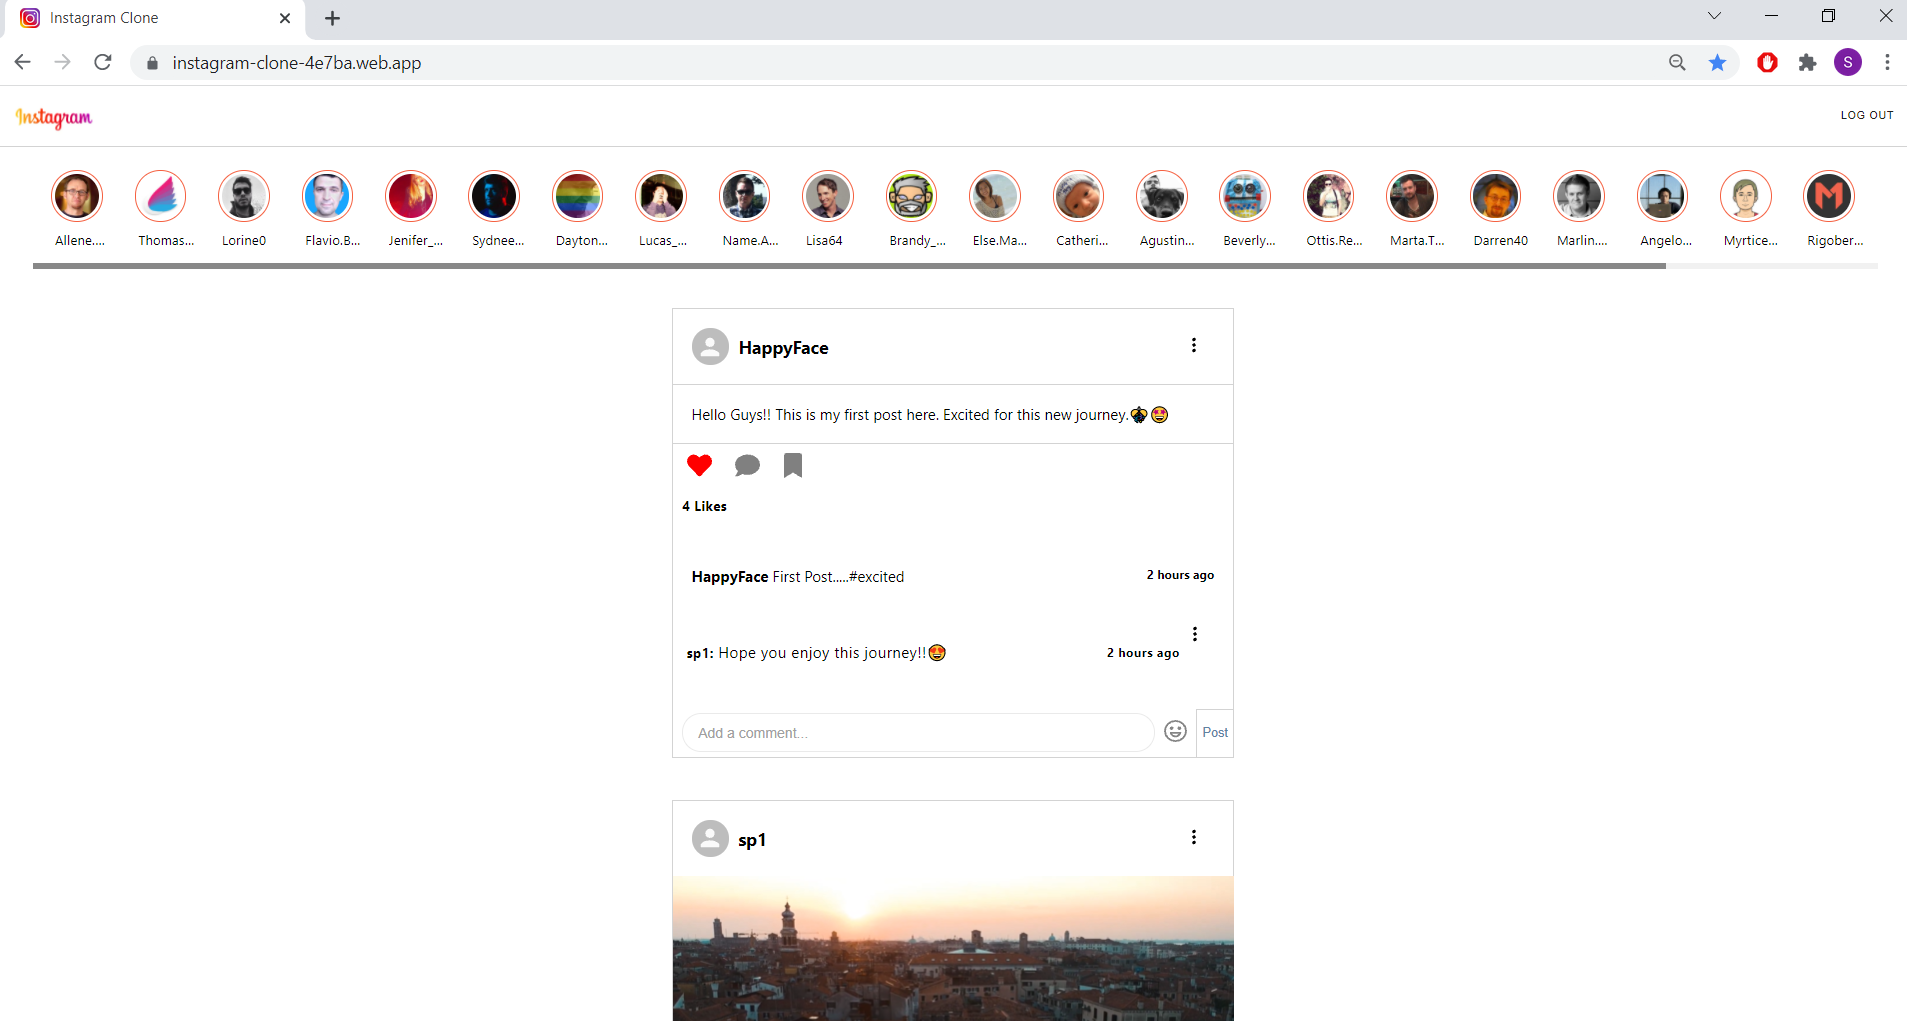 Instagram Clone
instagram-clone-4e7ba.web.app
S
Instagram
LOG OUT
Allene.... Thomas... Lorine0 Flavio.B... Jenifer_... Sydnee... Dayton... Lucas_... Name.A... Lisa64 Brandy_... Else.Ma... Catheri... Agustin... Beverly... Ottis.Re... Marta.T... Darren40 Marlin.... Angelo... Myrtice... Rigober...
HappyFace
Hello Guys!! This is my first post here. Excited for this new journey.🪰🤩
4 Likes
HappyFace First Post.....#excited 2 hours ago
sp1: Hope you enjoy this journey!!😍 2 hours ago
Add a comment... Post
sp1